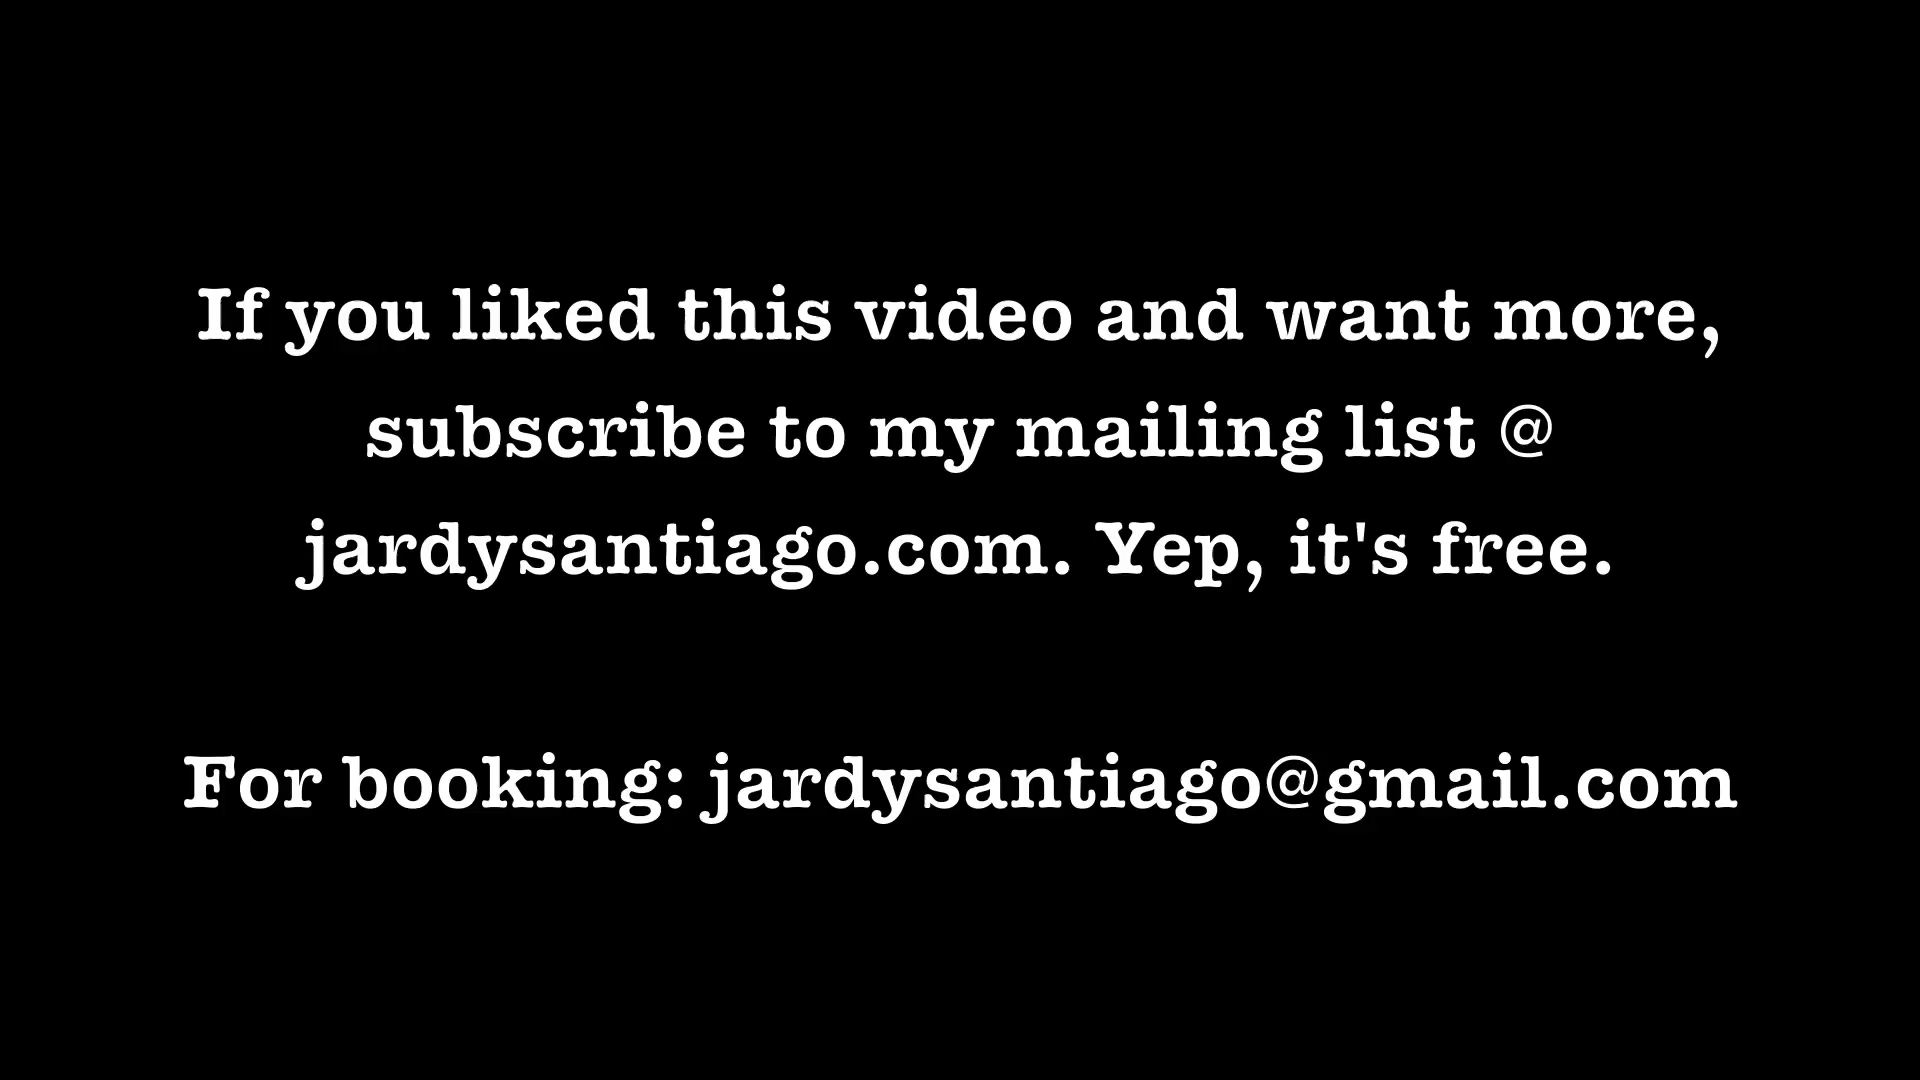 If you liked this video and want more,
subscribe to my mailing list @
jardysantiago.com. Yep, it's free.
For booking: jardysantiago@gmail.com